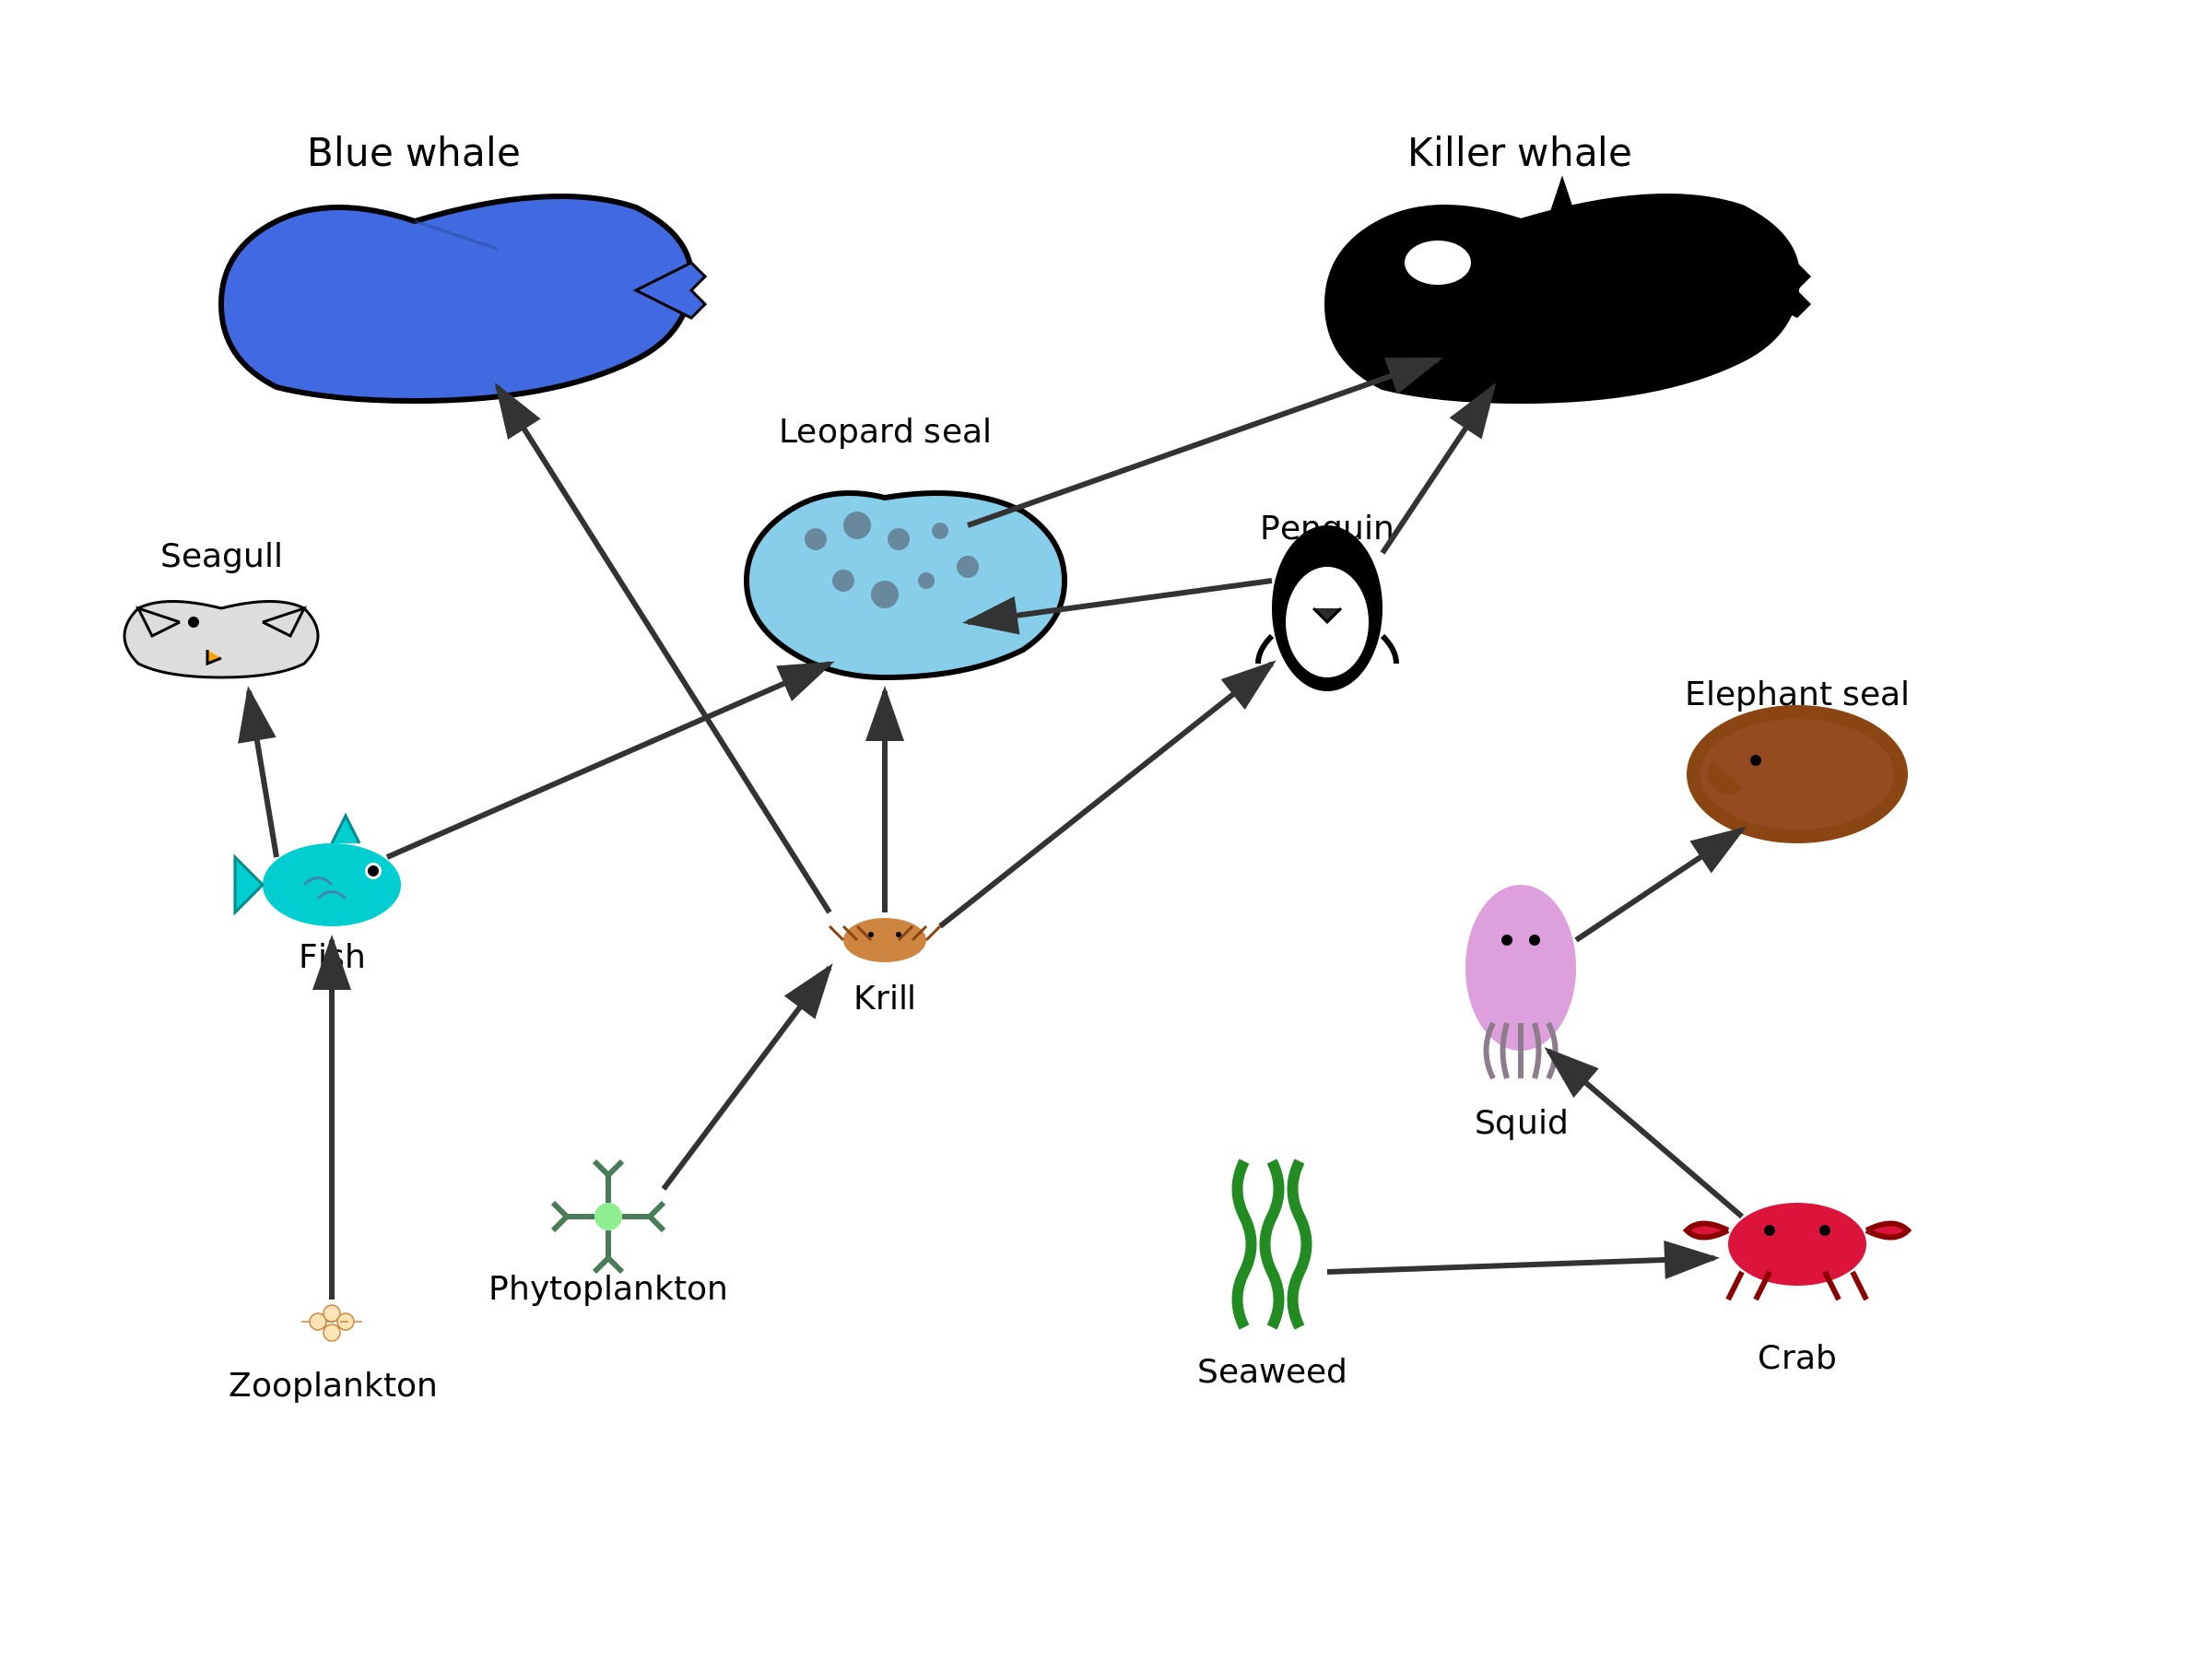 Blue whale
Killer whale
Leopard seal
Penguin
Seagull
Elephant seal
Fish
Krill
Squid
Phytoplankton
Crab
Seaweed
Zooplankton